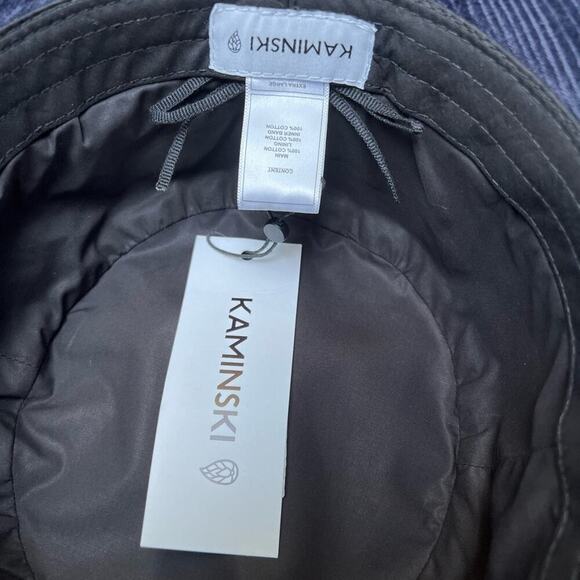 KAMINSKI
EXTRA LARGE
100% COTTON
INNER BAND
100% COTTON
LINING
100% COTTON
MAIN
CONTENT
KAMINSKI